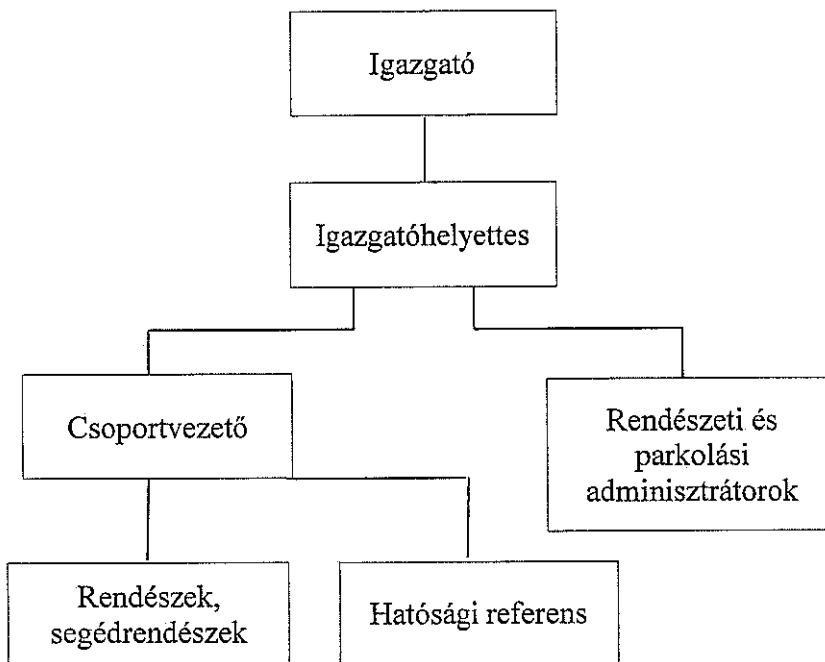 Igazgató
Igazgatóhelyettes
Csoportvezető
Rendészeti és
parkolási
adminisztrátorok
Rendészek,
segédrendészek
Hatósági referens